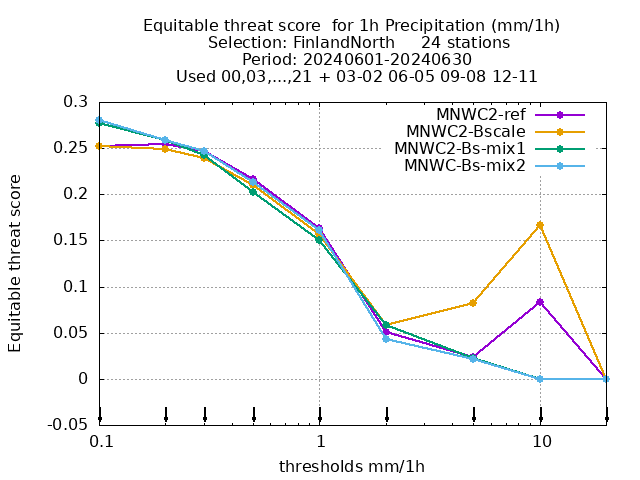 Equitable threat score  for 1h Precipitation (mm/1h)
Selection: FinlandNorth     24 stations
Period: 20240601-20240630
Used 00,03,...,21 + 03-02 06-05 09-08 12-11
MNWC2-ref
MNWC2-Bscale
MNWC2-Bs-mix1
MNWC-Bs-mix2
Equitable threat score
0.3
0.25
0.2
0.15
0.1
0.05
0
-0.05
0.1 1 10
thresholds mm/1h